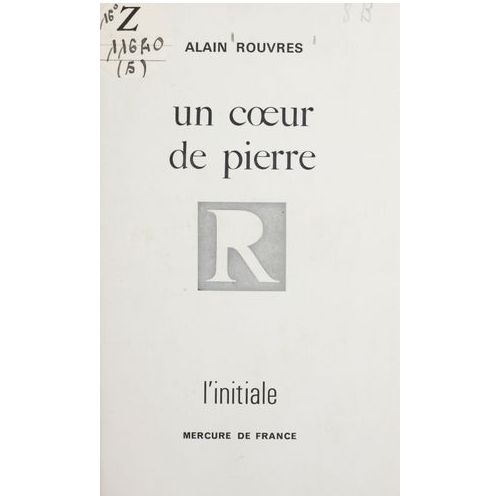 16° Z
11640
(5)
ALAIN ROUVRES
un cœur
de pierre
R
l'initiale
MERCURE DE FRANCE